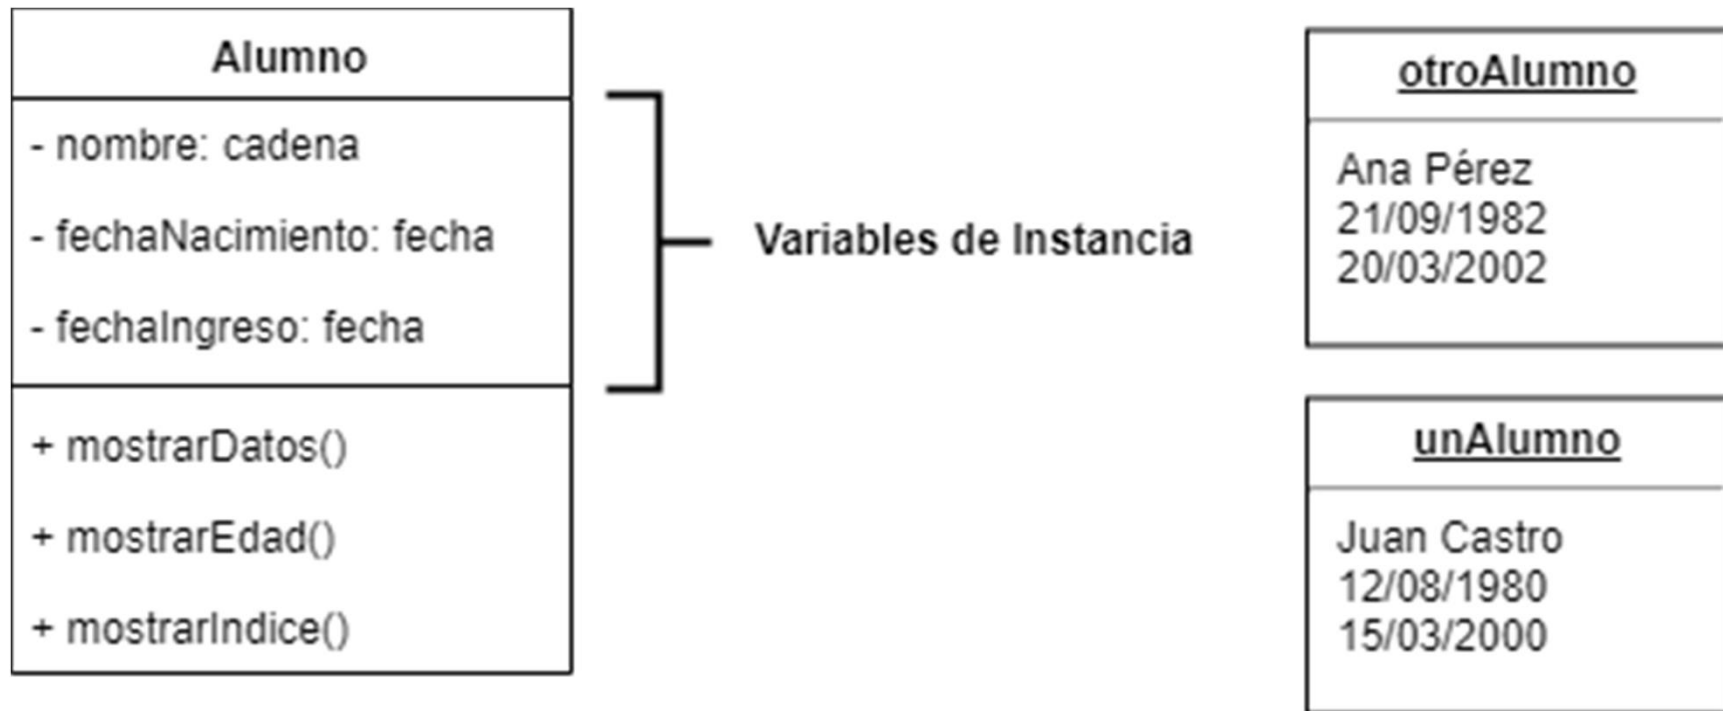 Alumno
- nombre: cadena
- fechaNacimiento: fecha
- fechaIngreso: fecha
+ mostrarDatos()
+ mostrarEdad()
+ mostrarIndice()
Variables de Instancia
otroAlumno
Ana Pérez
21/09/1982
20/03/2002
unAlumno
Juan Castro
12/08/1980
15/03/2000